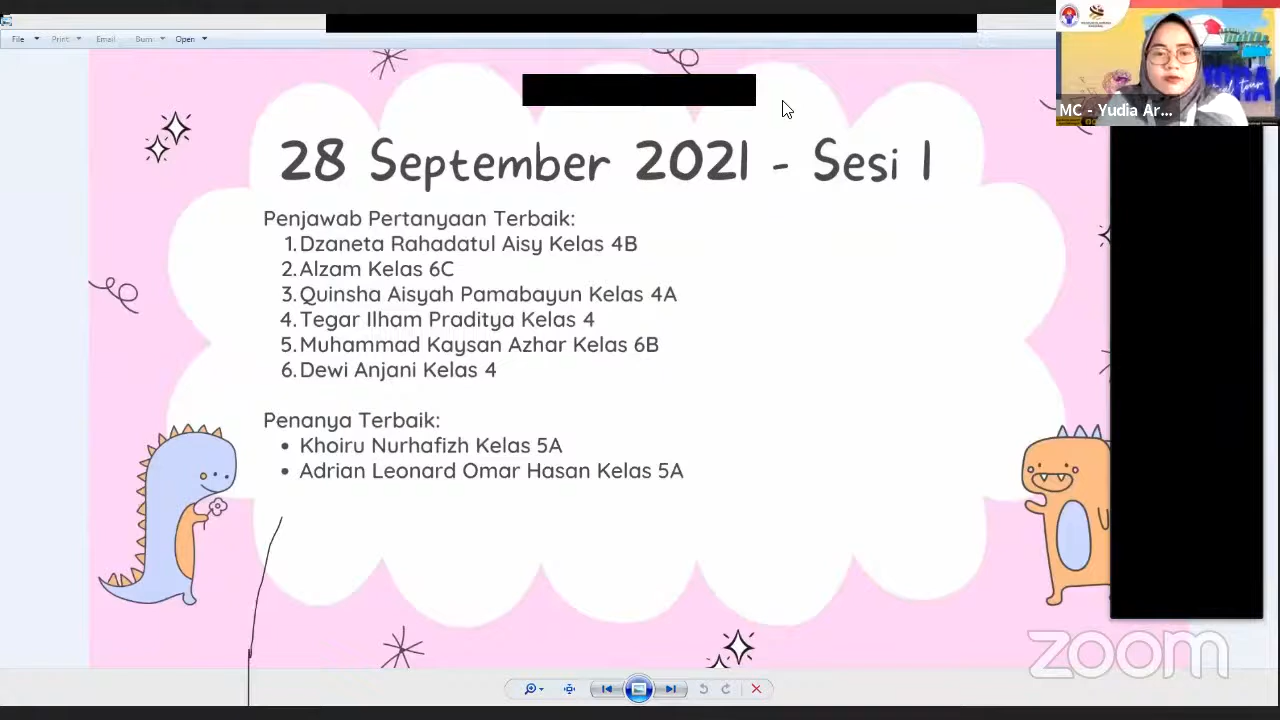 File Print Email Burn Open
MC - Yudia Ar...
28 September 2021 - Sesi 1
Penjawab Pertanyaan Terbaik:
1. Dzaneta Rahadatul Aisy Kelas 4B
2. Alzam Kelas 6C
3. Quinsha Aisyah Pamabayun Kelas 4A
4. Tegar Ilham Praditya Kelas 4
5. Muhammad Kaysan Azhar Kelas 6B
6. Dewi Anjani Kelas 4
Penanya Terbaik:
• Khoiru Nurhafizh Kelas 5A
• Adrian Leonard Omar Hasan Kelas 5A
zoom